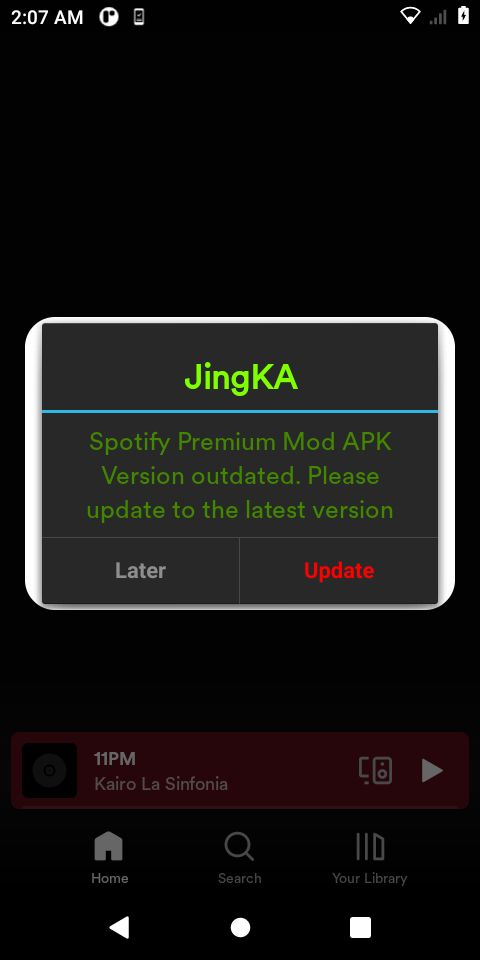 2:07 AM
JingKA
Spotify Premium Mod APK
Version outdated. Please
update to the latest version
Later
Update
11PM
Kairo La Sinfonia
Home
Search
Your Library